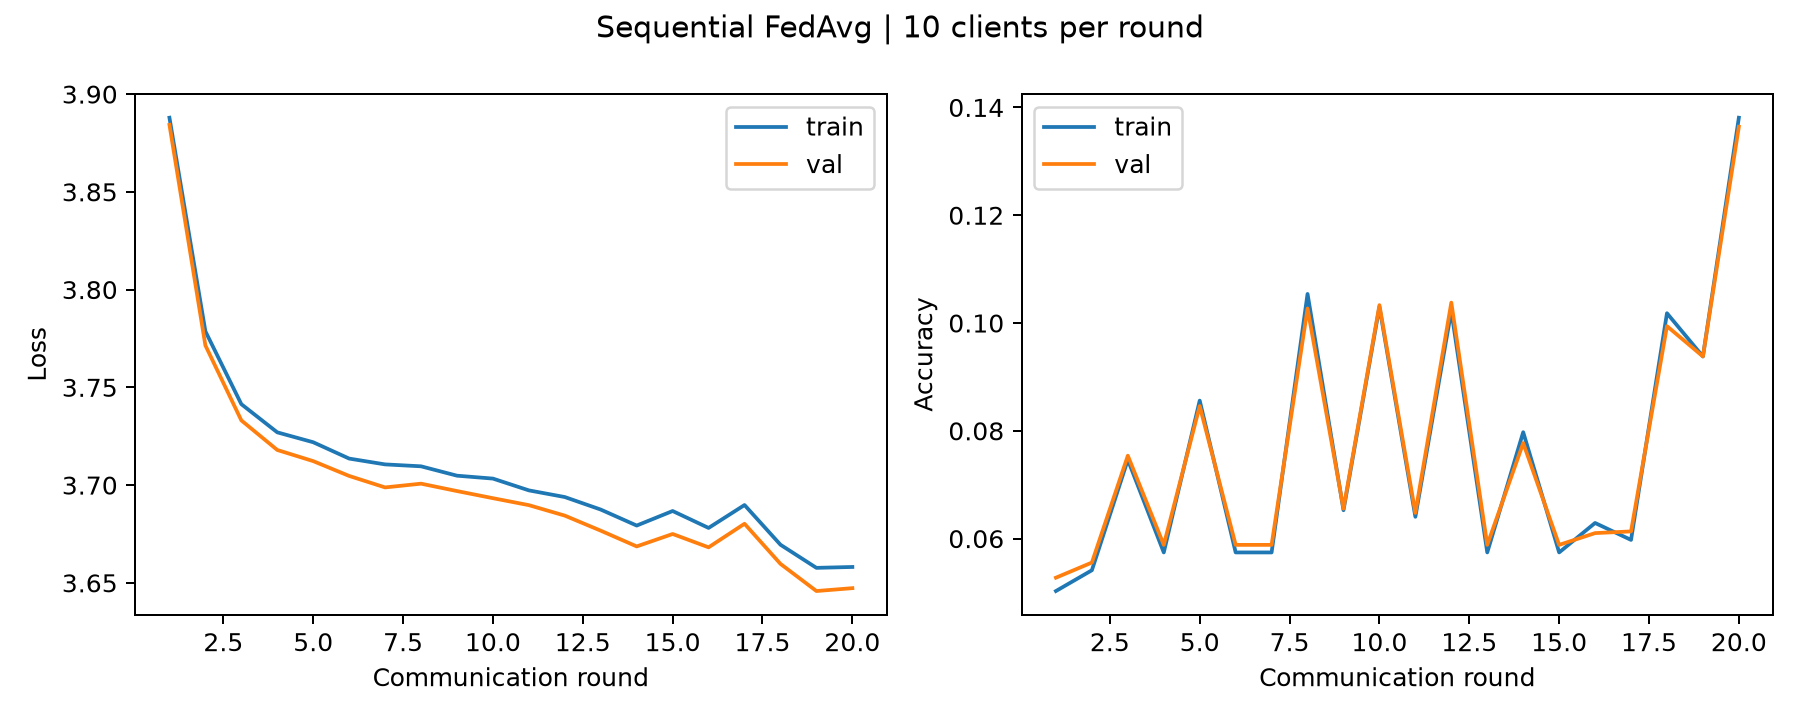 Sequential FedAvg | 10 clients per round
3.90
3.85
3.80
3.75
3.70
3.65
Loss
train
val
2.5 5.0 7.5 10.0 12.5 15.0 17.5 20.0
Communication round
0.14
0.12
0.10
0.08
0.06
Accuracy
train
val
2.5 5.0 7.5 10.0 12.5 15.0 17.5 20.0
Communication round